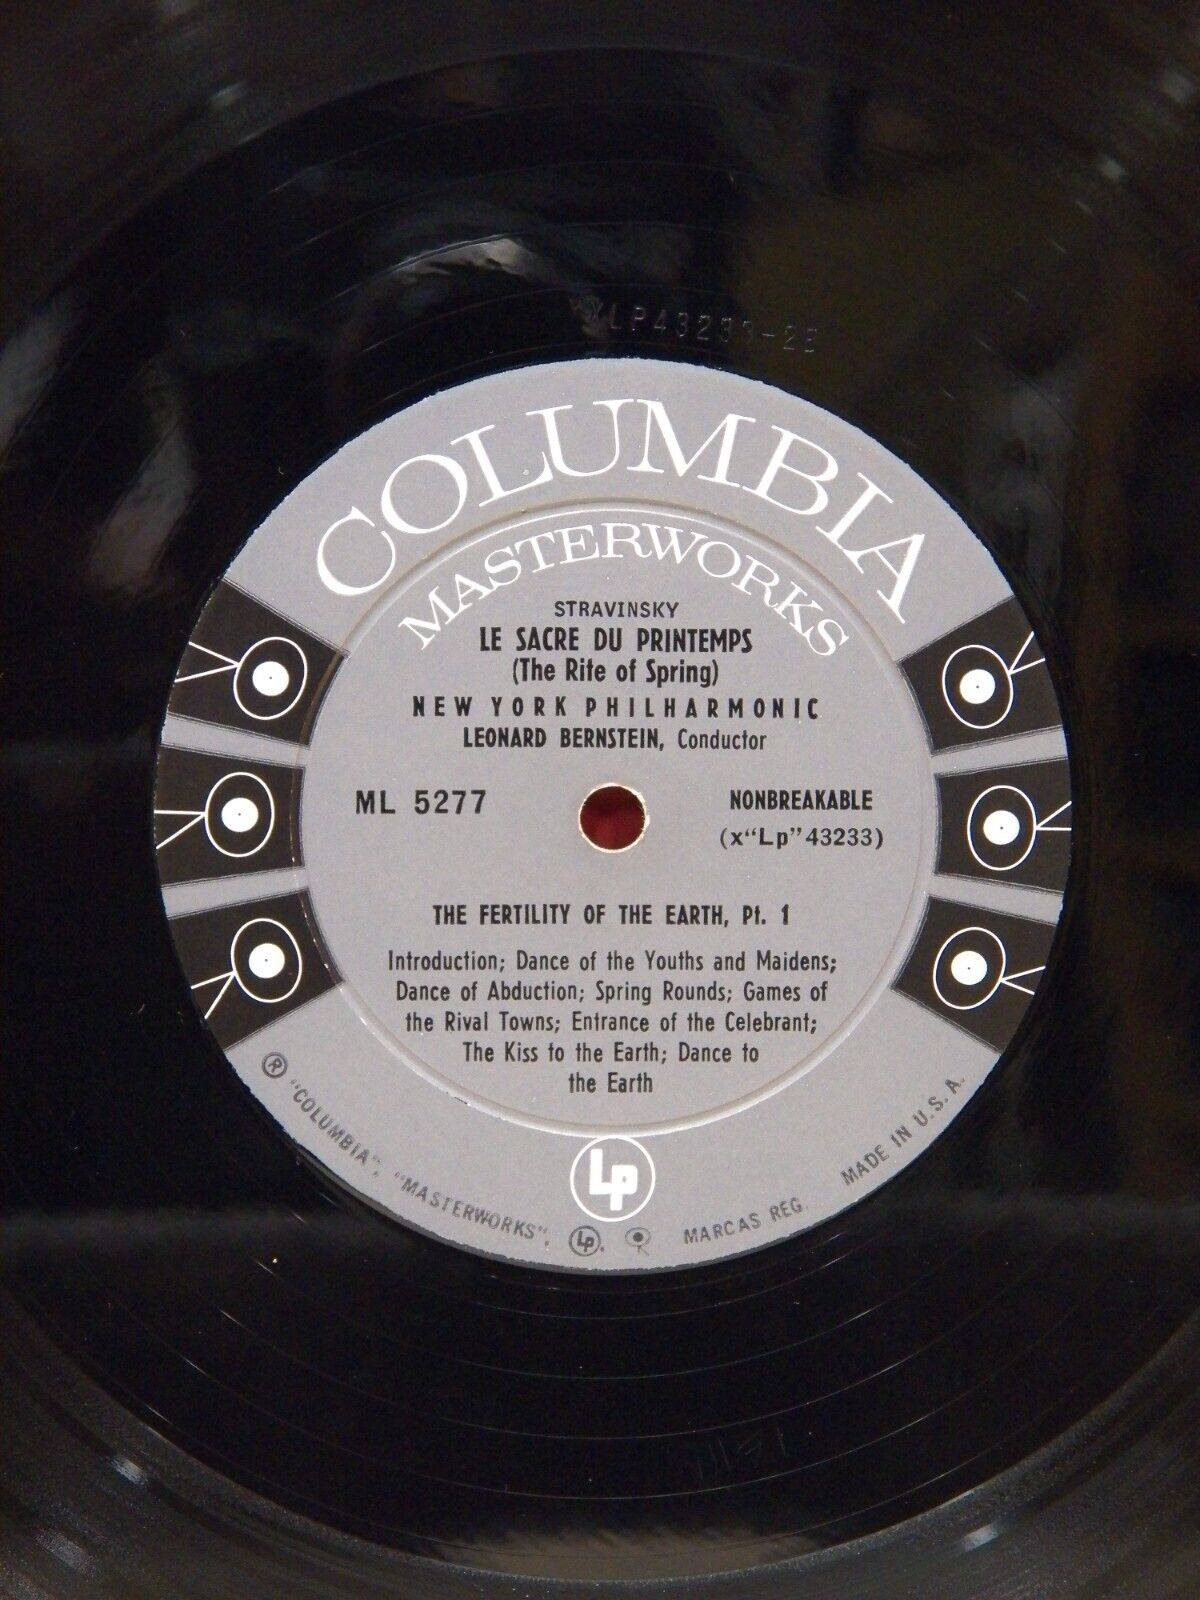 COLUMBIA
MASTERWORKS
STRAVINSKY
LE SACRE DU PRINTEMPS
(The Rite of Spring)
NEW YORK PHILHARMONIC
LEONARD BERNSTEIN, Conductor
ML 5277
NONBREAKABLE
(x“Lp” 43233)
THE FERTILITY OF THE EARTH, Pt. 1
Introduction; Dance of the Youths and Maidens;
Dance of Abduction; Spring Rounds; Games of
the Rival Towns; Entrance of the Celebrant;
The Kiss to the Earth; Dance to
the Earth
Lp
® "COLUMBIA", "MASTERWORKS", Lp. MARCAS REG. MADE IN U.S.A.